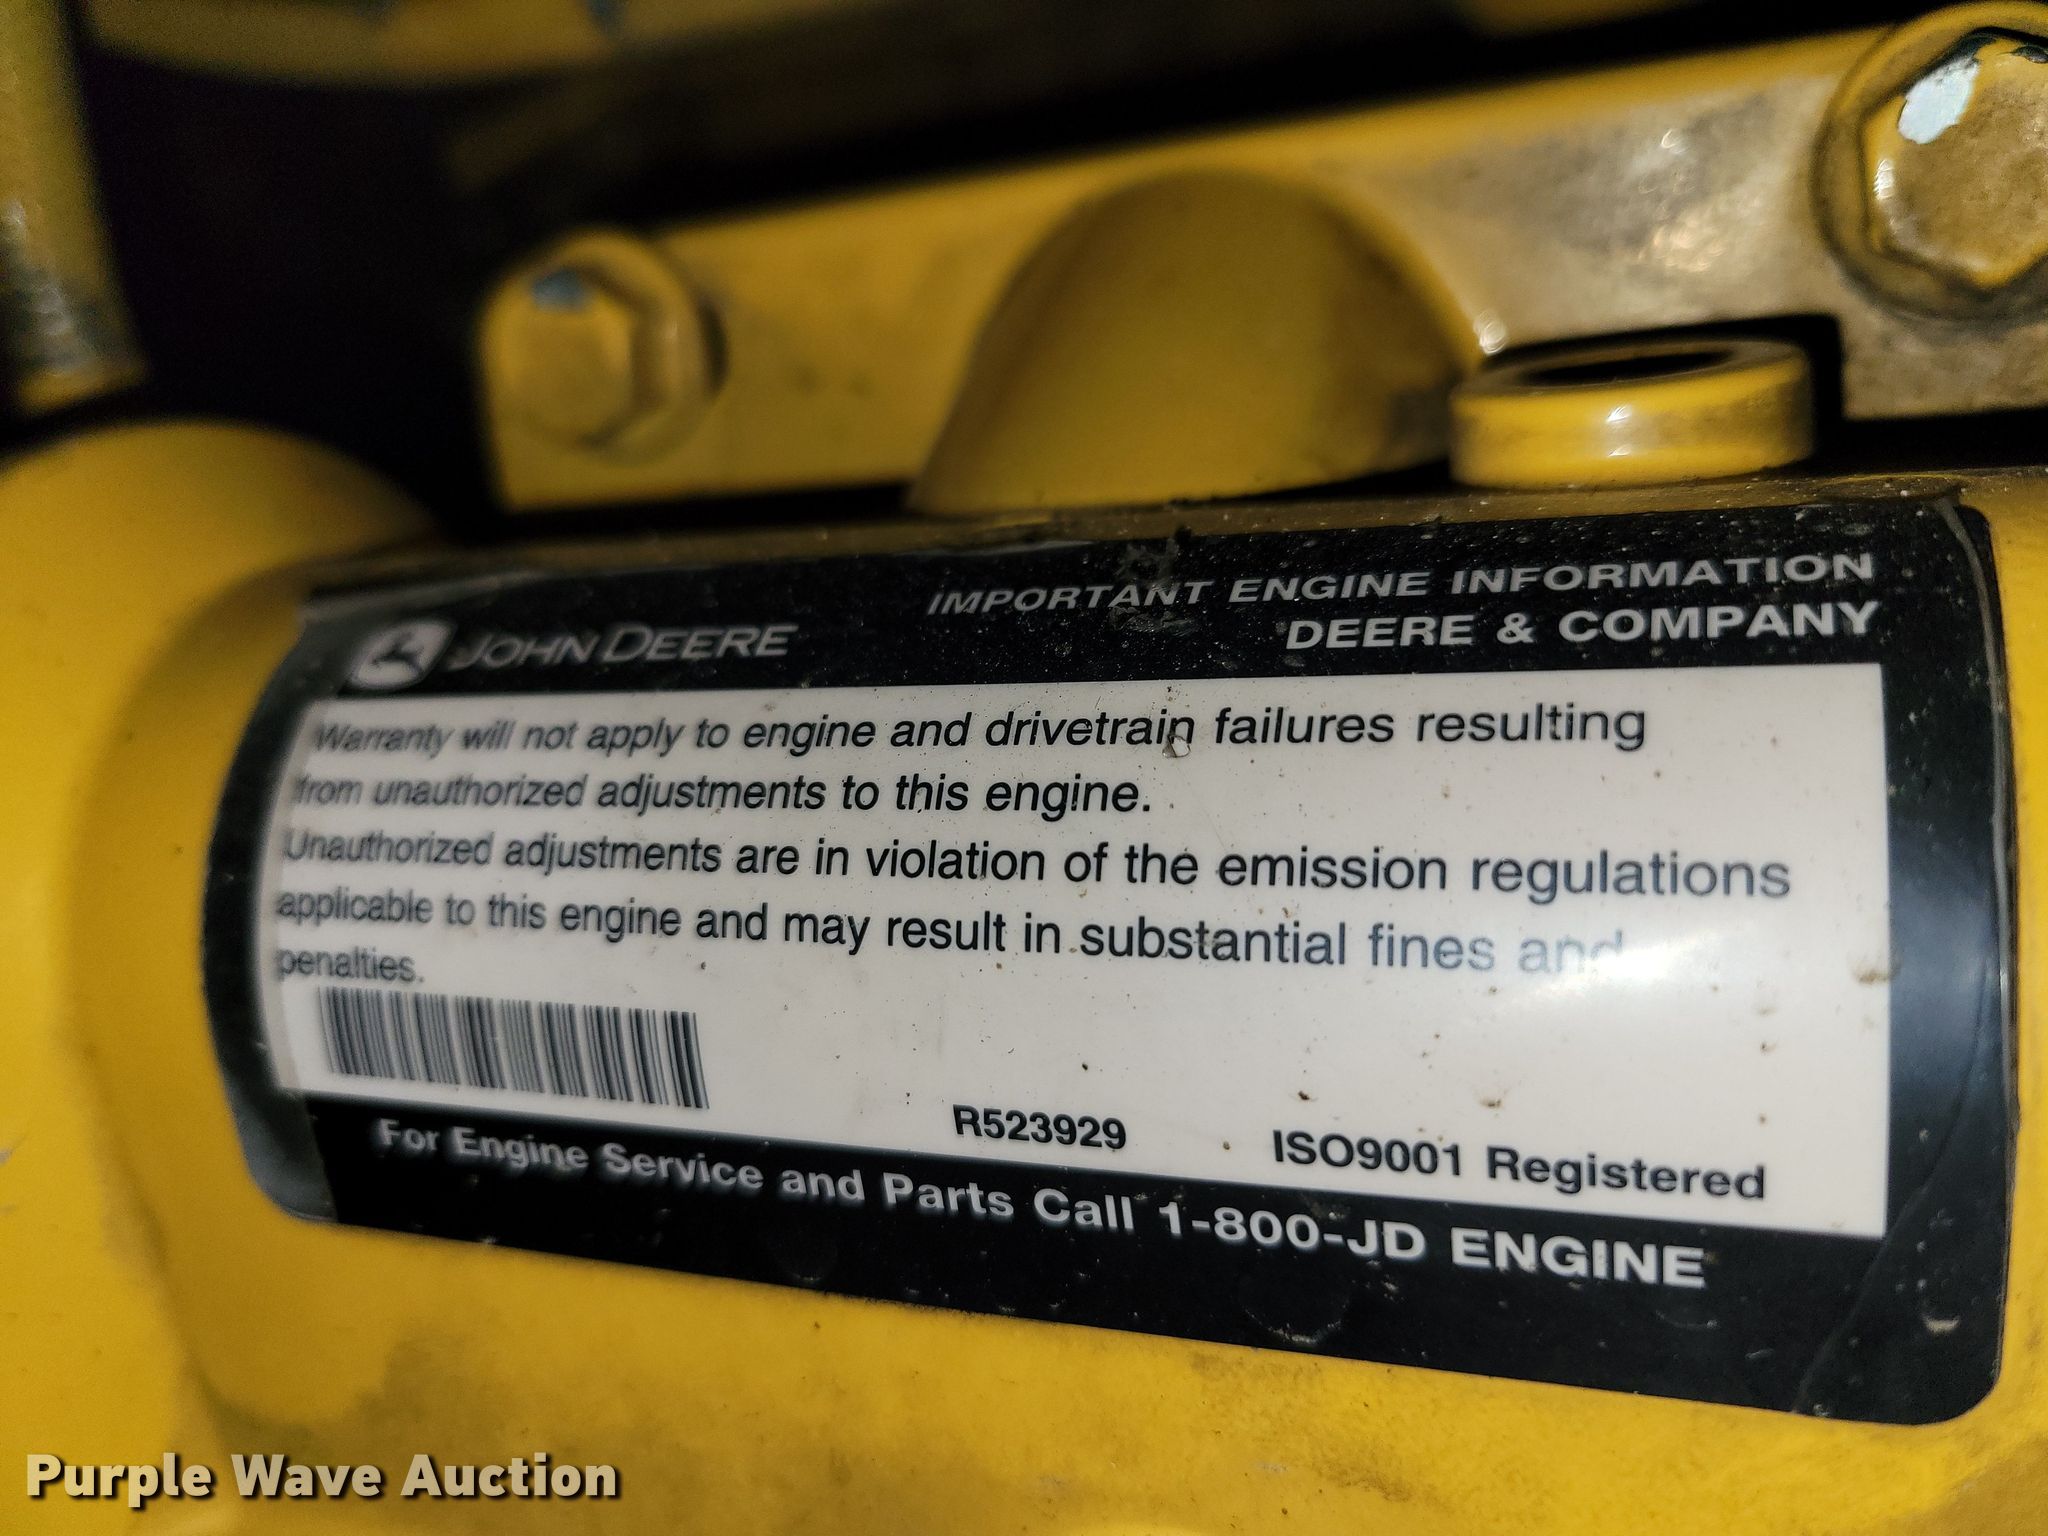 IMPORTANT ENGINE INFORMATION
JOHN DEERE
DEERE & COMPANY
Warranty will not apply to engine and drivetrain failures resulting
from unauthorized adjustments to this engine.
Unauthorized adjustments are in violation of the emission regulations
applicable to this engine and may result in substantial fines and
penalties.
R523929
ISO9001 Registered
For Engine Service and Parts Call 1-800-JD ENGINE
Purple Wave Auction